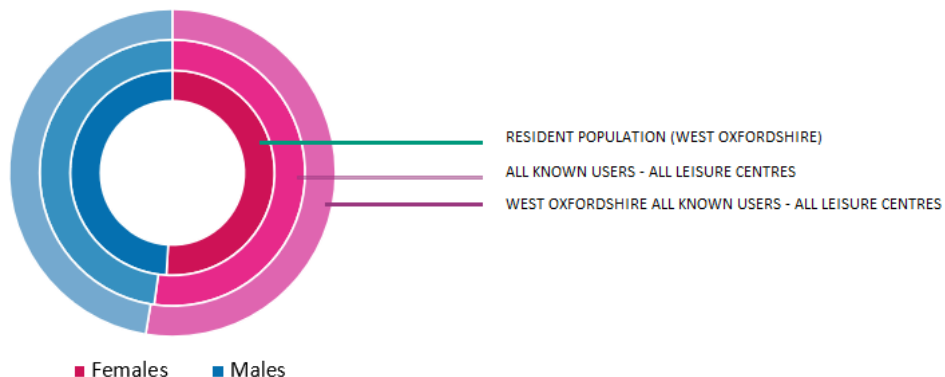 RESIDENT POPULATION (WEST OXFORDSHIRE)
ALL KNOWN USERS - ALL LEISURE CENTRES
WEST OXFORDSHIRE ALL KNOWN USERS - ALL LEISURE CENTRES
Females Males